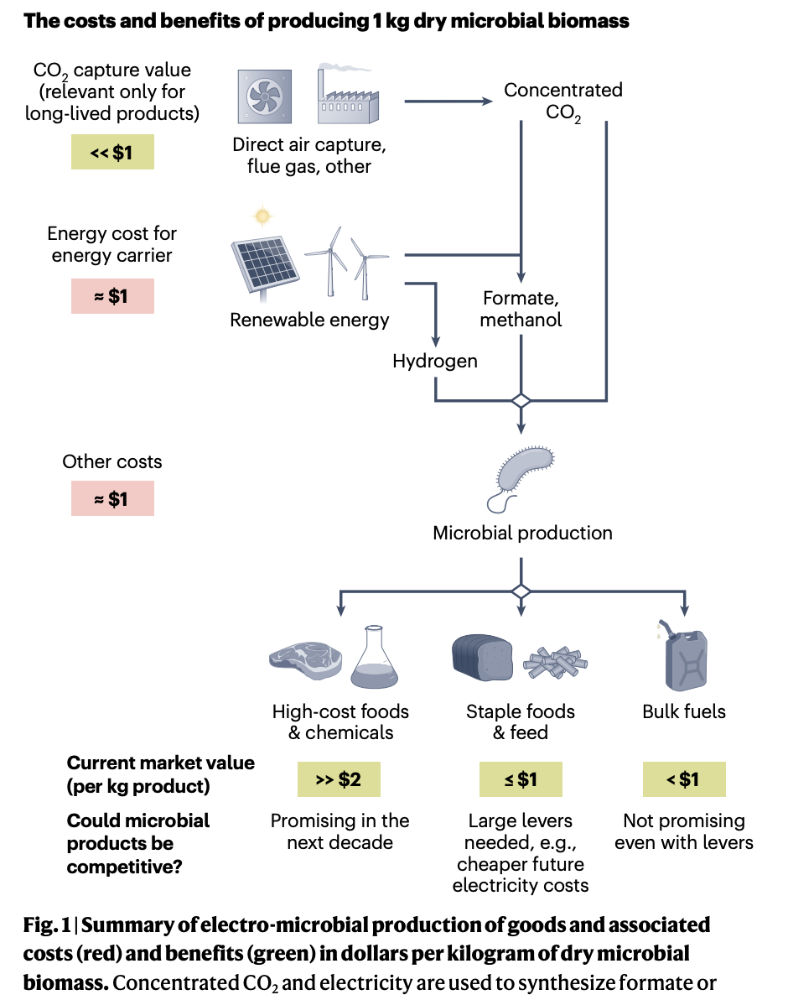 The costs and benefits of producing 1 kg dry microbial biomass
CO₂ capture value
(relevant only for
long-lived products)
<< $1
Direct air capture,
flue gas, other
Concentrated
CO₂
Energy cost for
energy carrier
≈ $1
Renewable energy
Formate,
methanol
Hydrogen
Other costs
≈ $1
Microbial production
High-cost foods
& chemicals
Staple foods
& feed
Bulk fuels
Current market value
(per kg product)
>> $2
≤ $1
< $1
Could microbial
products be
competitive?
Promising in the
next decade
Large levers
needed, e.g.,
cheaper future
electricity costs
Not promising
even with levers
Fig. 1 | Summary of electro-microbial production of goods and associated
costs (red) and benefits (green) in dollars per kilogram of dry microbial
biomass. Concentrated CO₂ and electricity are used to synthesize formate or